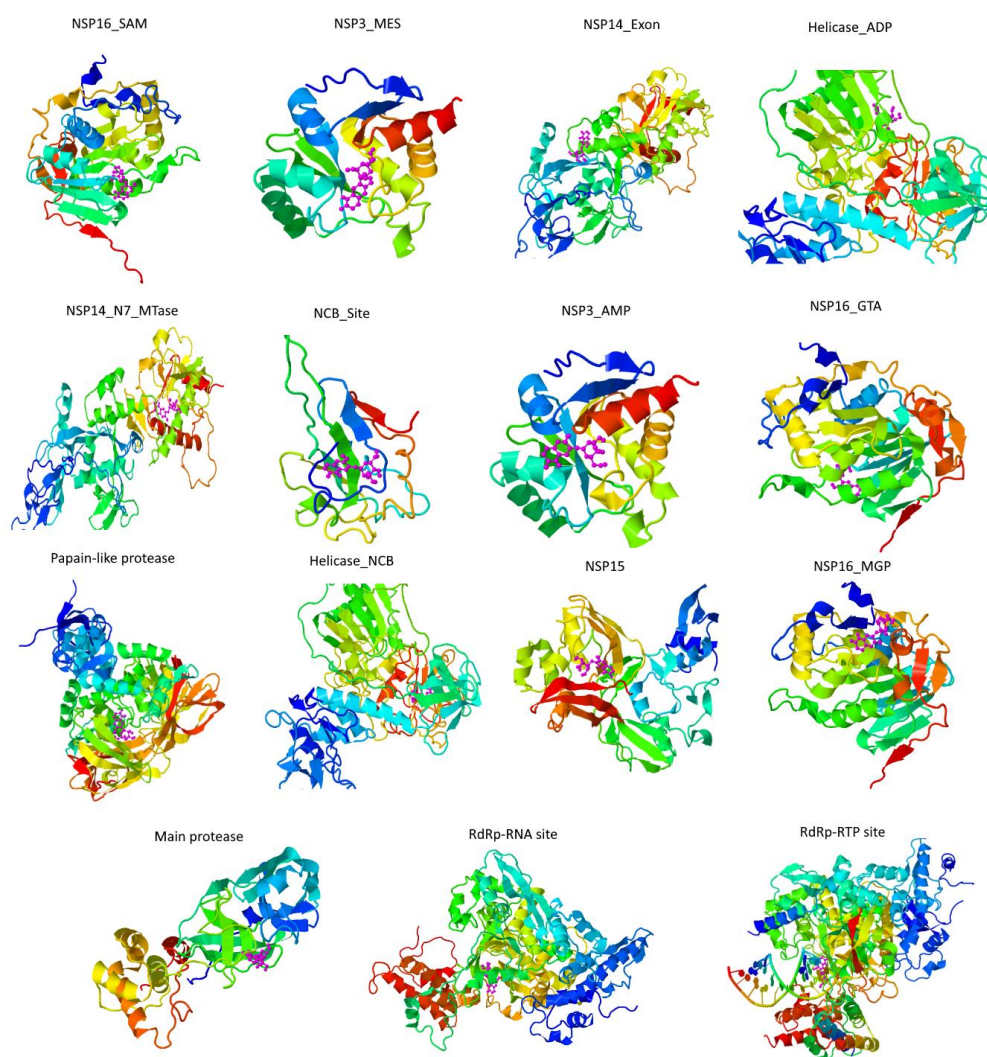 NSP16_SAM
NSP3_MES
NSP14_Exon
Helicase_ADP
NSP14_N7_MTase
NCB_Site
NSP3_AMP
NSP16_GTA
Papain-like protease
Helicase_NCB
NSP15
NSP16_MGP
Main protease
RdRp-RNA site
RdRp-RTP site